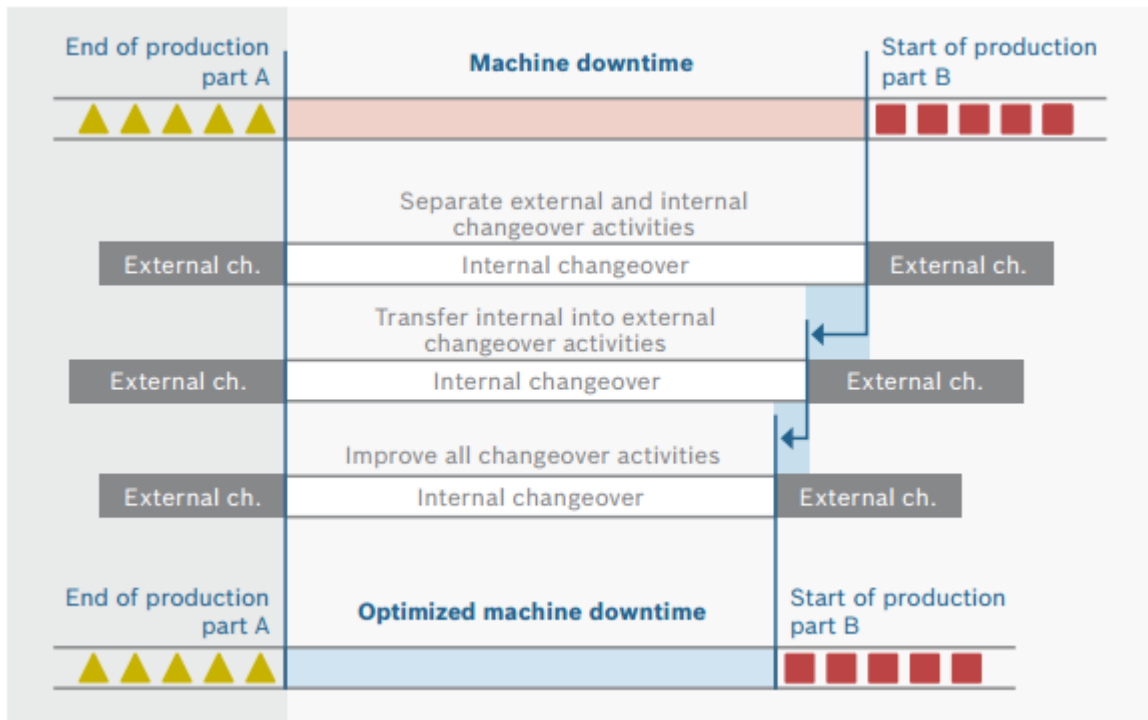 End of production
part A
Machine downtime
Start of production
part B
Separate external and internal
changeover activities
External ch.
Internal changeover
External ch.
Transfer internal into external
changeover activities
External ch.
Internal changeover
External ch.
Improve all changeover activities
External ch.
Internal changeover
External ch.
End of production
part A
Optimized machine downtime
Start of production
part B